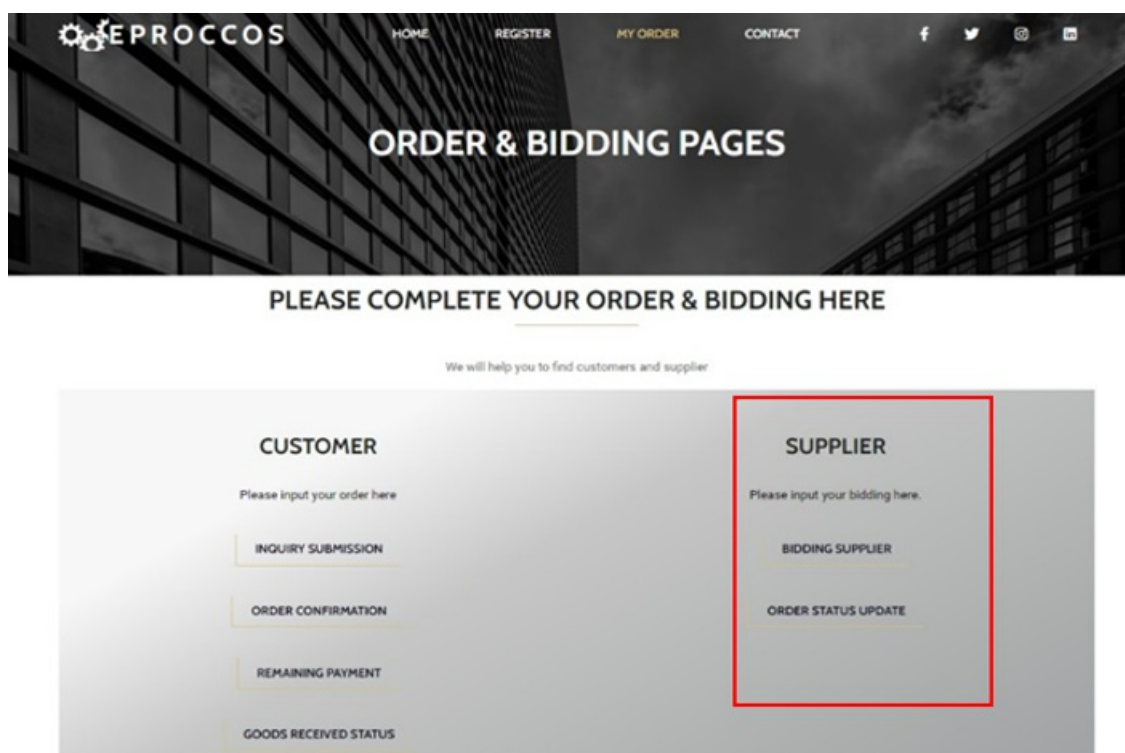 EPROCCOS
HOME REGISTER MY ORDER CONTACT
ORDER & BIDDING PAGES
PLEASE COMPLETE YOUR ORDER & BIDDING HERE
We will help you to find customers and supplier
CUSTOMER
Please input your order here
INQUIRY SUBMISSION
ORDER CONFIRMATION
REMAINING PAYMENT
GOODS RECEIVED STATUS
SUPPLIER
Please input your bidding here.
BIDDING SUPPLIER
ORDER STATUS UPDATE